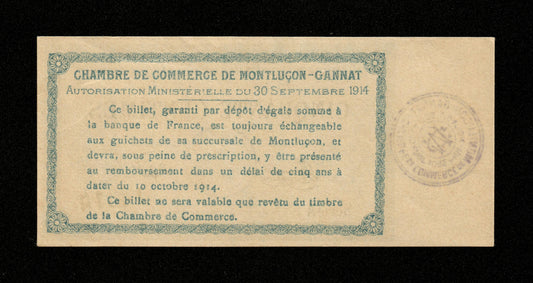 CHAMBRE DE COMMERCE DE MONTLUÇON-GANNAT
AUTORISATION MINISTÉRIELLE DU 30 SEPTEMBRE 1914
Ce billet, garanti par dépôt d'égale somme à
la banque de France, est toujours échangeable
aux guichets de sa succursale de Montluçon, et
devra, sous peine de prescription, y être présenté
au remboursement dans un délai de cinq ans à
dater du 10 octobre 1914.
Ce billet ne sera valable que revêtu du timbre
de la Chambre de Commerce.